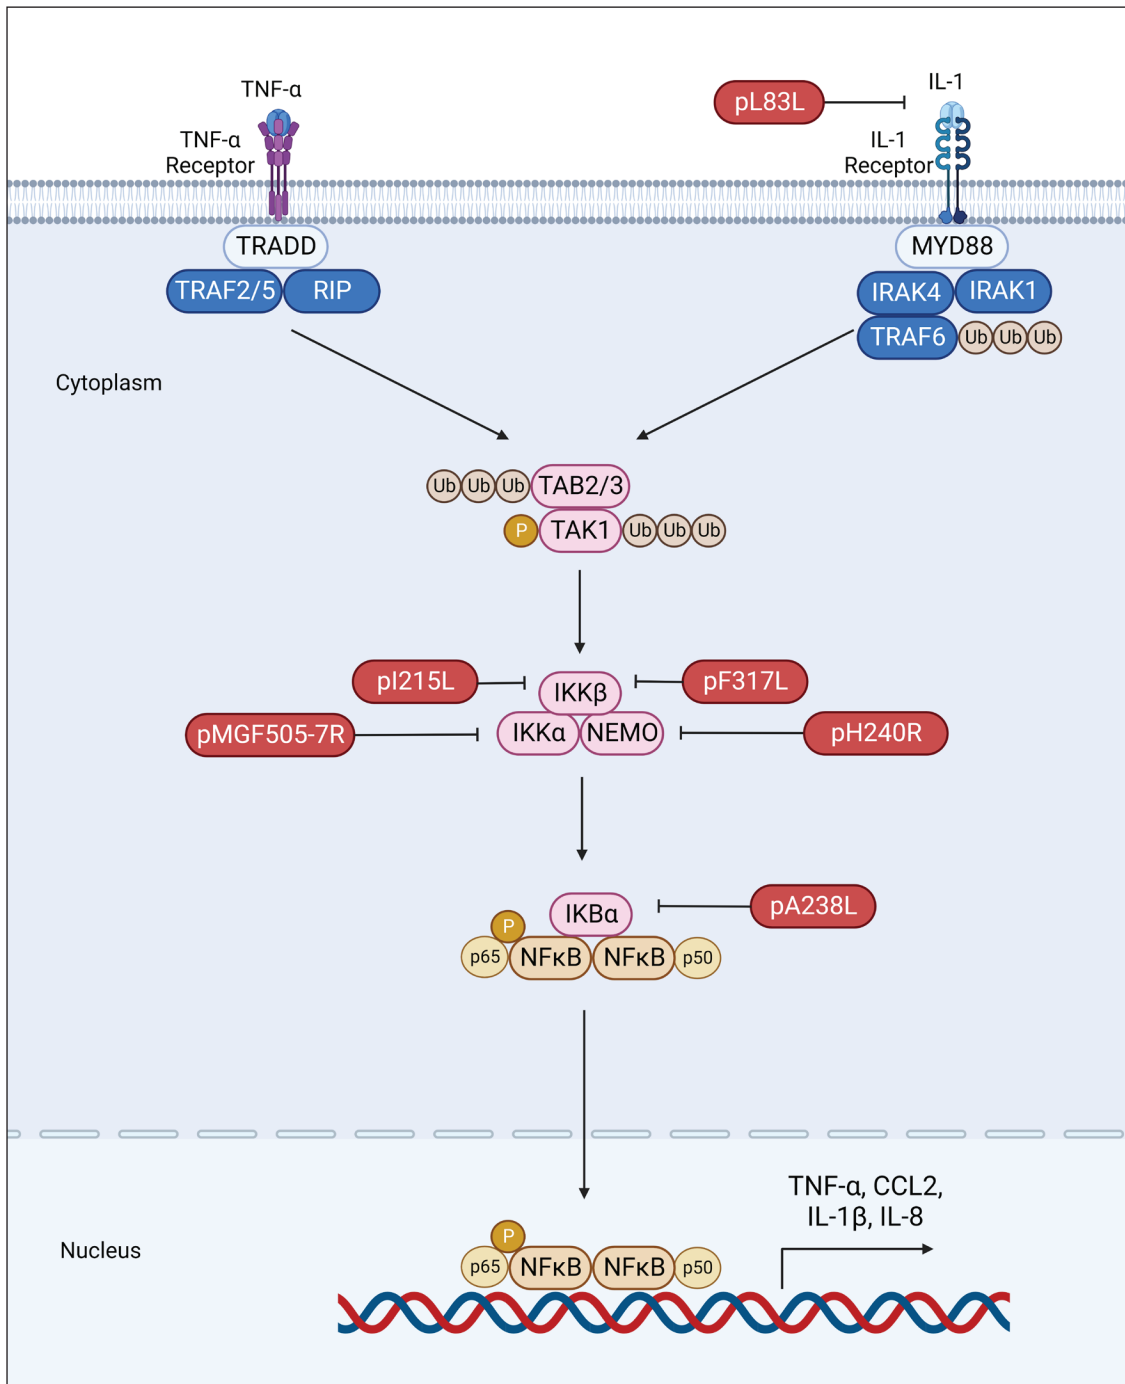 TNF-α
TNF-α
Receptor
pL83L
IL-1
IL-1
Receptor
TRADD
TRAF2/5
RIP
MYD88
IRAK4
IRAK1
TRAF6
Ub
Ub
Ub
Cytoplasm
Ub
Ub
Ub
TAB2/3
P
TAK1
Ub
Ub
Ub
pI215L
IKKβ
pF317L
pMGF505-7R
IKKα
NEMO
pH240R
IKBα
pA238L
P
p65
NFκB
NFκB
p50
TNF-α, CCL2,
IL-1β, IL-8
Nucleus
P
p65
NFκB
NFκB
p50